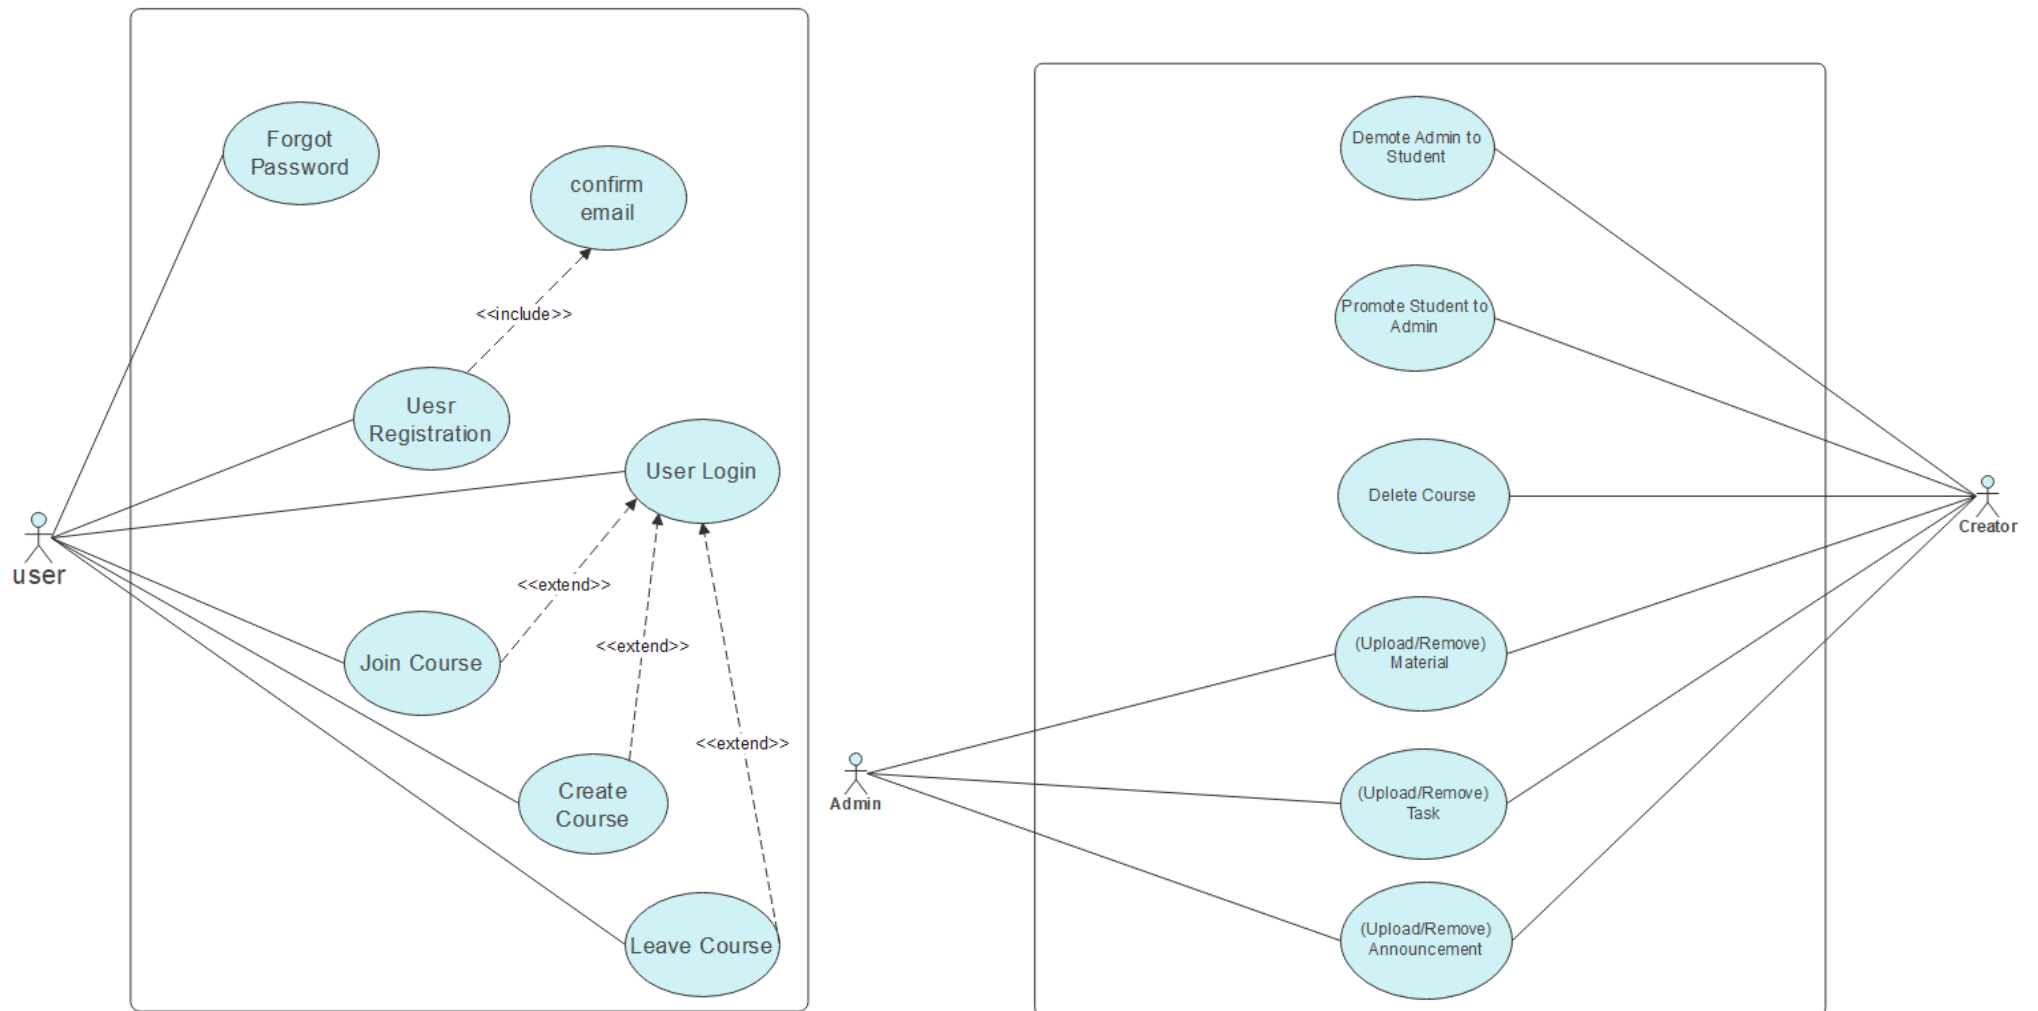 Forgot
Password
confirm
email
<<include>>
Uesr
Registration
User Login
user
<<extend>>
Join Course
<<extend>>
<<extend>>
Create
Course
Leave Course
Demote Admin to
Student
Promote Student to
Admin
Delete Course
Creator
(Upload/Remove)
Material
Admin
(Upload/Remove)
Task
(Upload/Remove)
Announcement